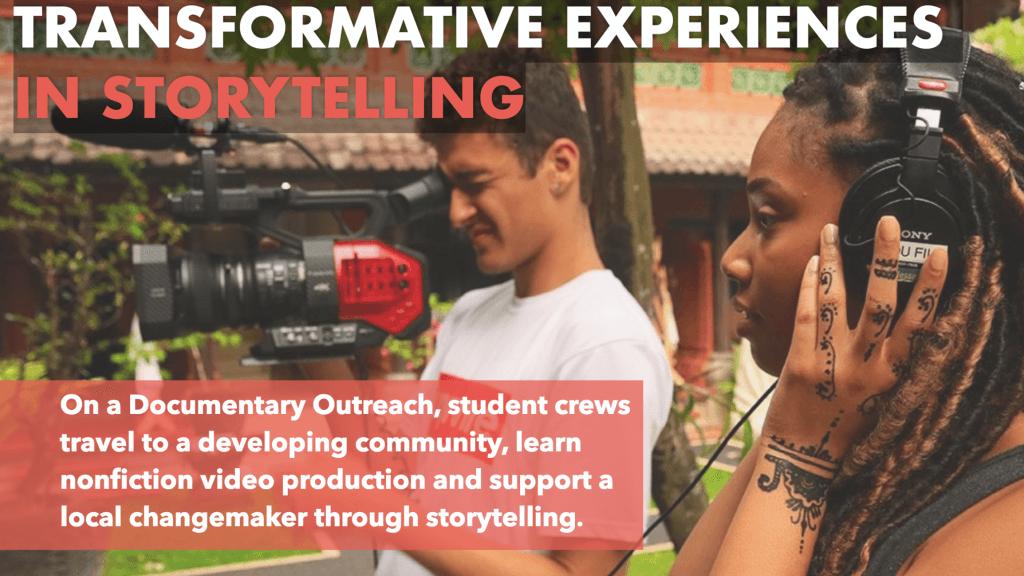 TRANSFORMATIVE EXPERIENCES
IN STORYTELLING
SONY
On a Documentary Outreach, student crews
travel to a developing community, learn
nonfiction video production and support a
local changemaker through storytelling.